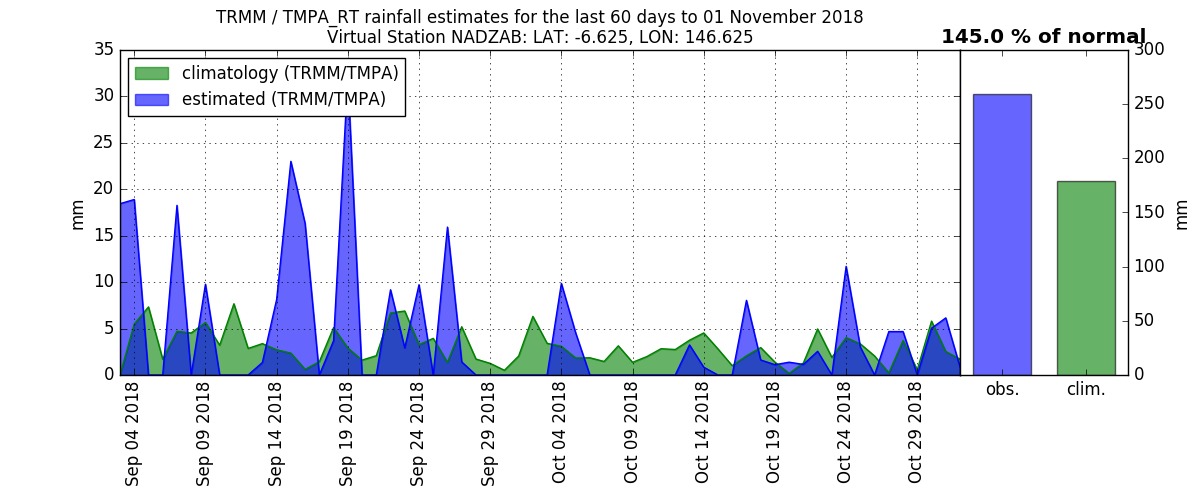 TRMM / TMPA_RT rainfall estimates for the last 60 days to 01 November 2018
Virtual Station NADZAB: LAT: -6.625, LON: 146.625
145.0 % of normal
climatology (TRMM/TMPA)
estimated (TRMM/TMPA)
mm
35
30
25
20
15
10
5
0
Sep 04 2018
Sep 09 2018
Sep 14 2018
Sep 19 2018
Sep 24 2018
Sep 29 2018
Oct 04 2018
Oct 09 2018
Oct 14 2018
Oct 19 2018
Oct 24 2018
Oct 29 2018
obs.
clim.
300
250
200
150
100
50
0
mm